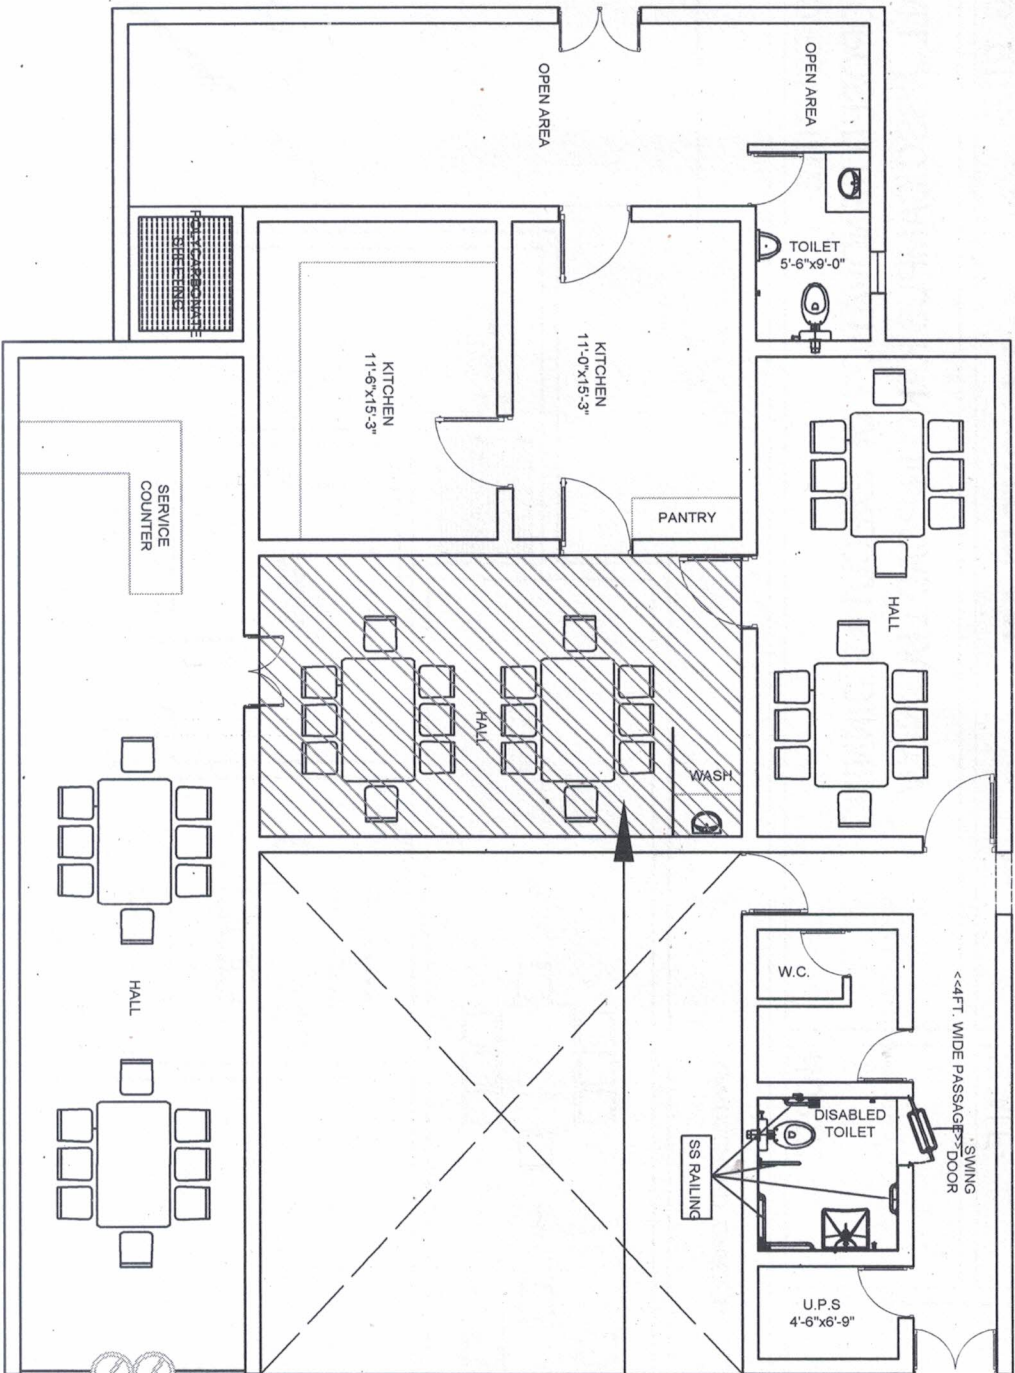 OPEN AREA
OPEN AREA
TOILET
5'-6"x9'-0"
POLYCARBONATE
SHEETING
KITCHEN
11'-0"x15'-3"
KITCHEN
11'-6"x15'-3"
SERVICE
COUNTER
PANTRY
HALL
HALL
WASH
HALL
W.C.
<<4FT. WIDE PASSAGE>>
SWING
DOOR
DISABLED
TOILET
SS RAILING
U.P.S
4'-6"x6'-9"